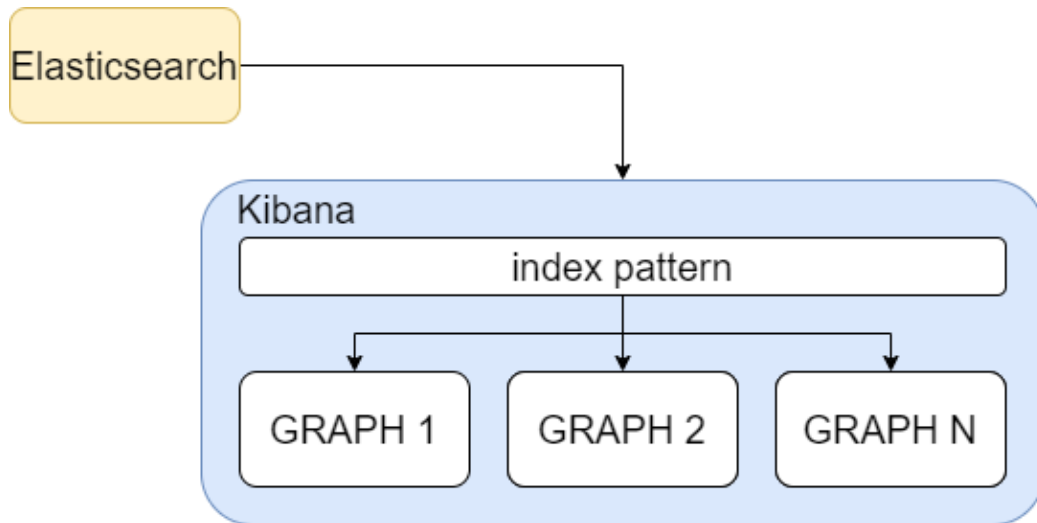 Elasticsearch
Kibana
index pattern
GRAPH 1
GRAPH 2
GRAPH N